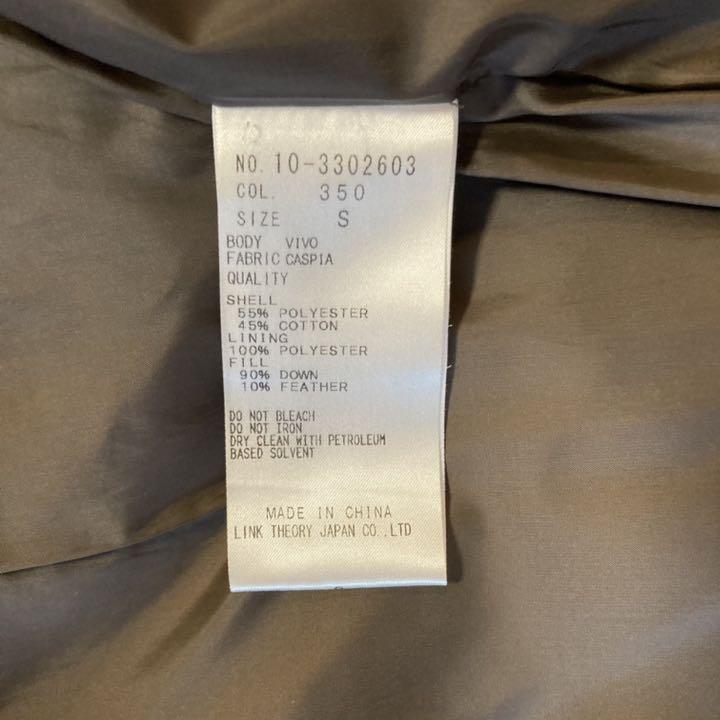 NO. 10-3302603
COL. 350
SIZE S
BODY VIVO
FABRIC CASPIA
QUALITY
SHELL
55% POLYESTER
45% COTTON
LINING
100% POLYESTER
FILL
90% DOWN
10% FEATHER
DO NOT BLEACH
DO NOT IRON
DRY CLEAN WITH PETROLEUM
BASED SOLVENT
MADE IN CHINA
LINK THEORY JAPAN CO.,LTD